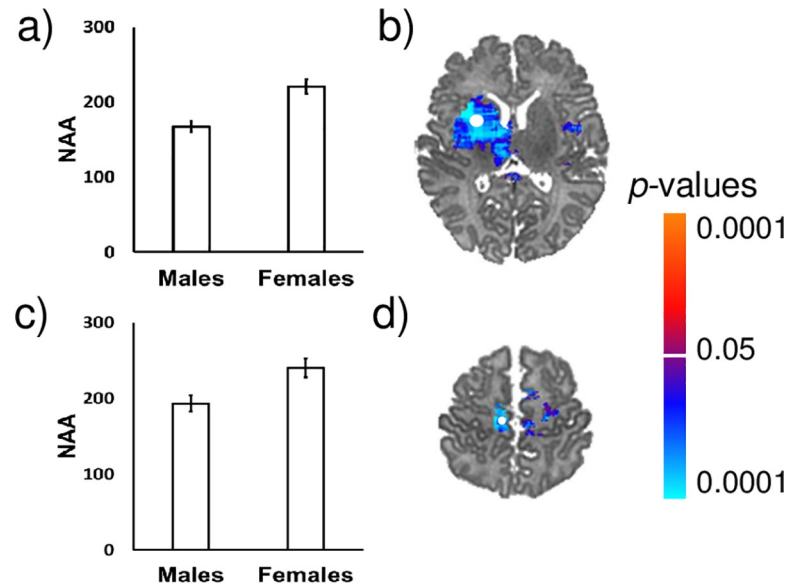 a)
300
200
100
0
NAA
Males Females
b)
p-values
0.0001
0.05
0.0001
c)
300
200
100
0
NAA
Males Females
d)